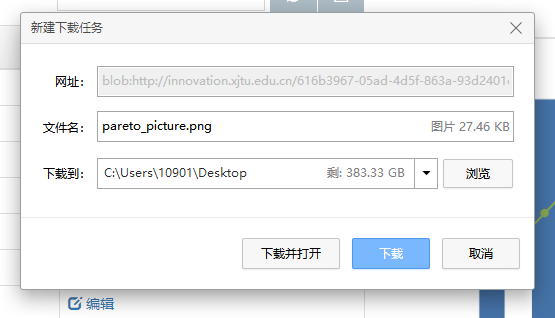 新建下载任务
网址： blob:http://innovation.xjtu.edu.cn/616b3967-05ad-4d5f-863a-93d2401
文件名： pareto_picture.png 图片 27.46 KB
下载到： C:\Users\10901\Desktop 剩: 383.33 GB 浏览
下载并打开 下载 取消
编辑